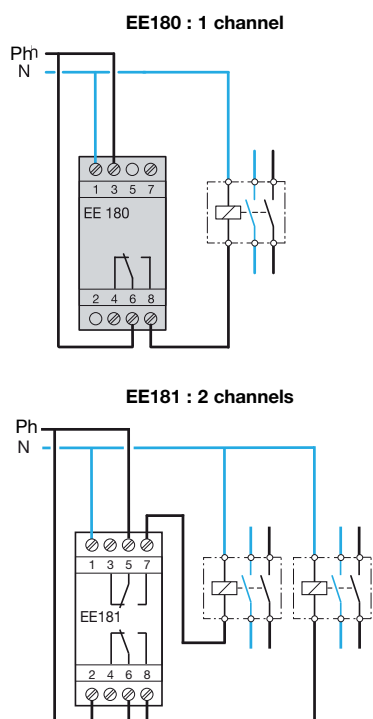 EE180 : 1 channel
Ph n
N
1 3 5 7
EE 180
2 4 6 8
EE181 : 2 channels
Ph
N
1 3 5 7
EE181
2 4 6 8